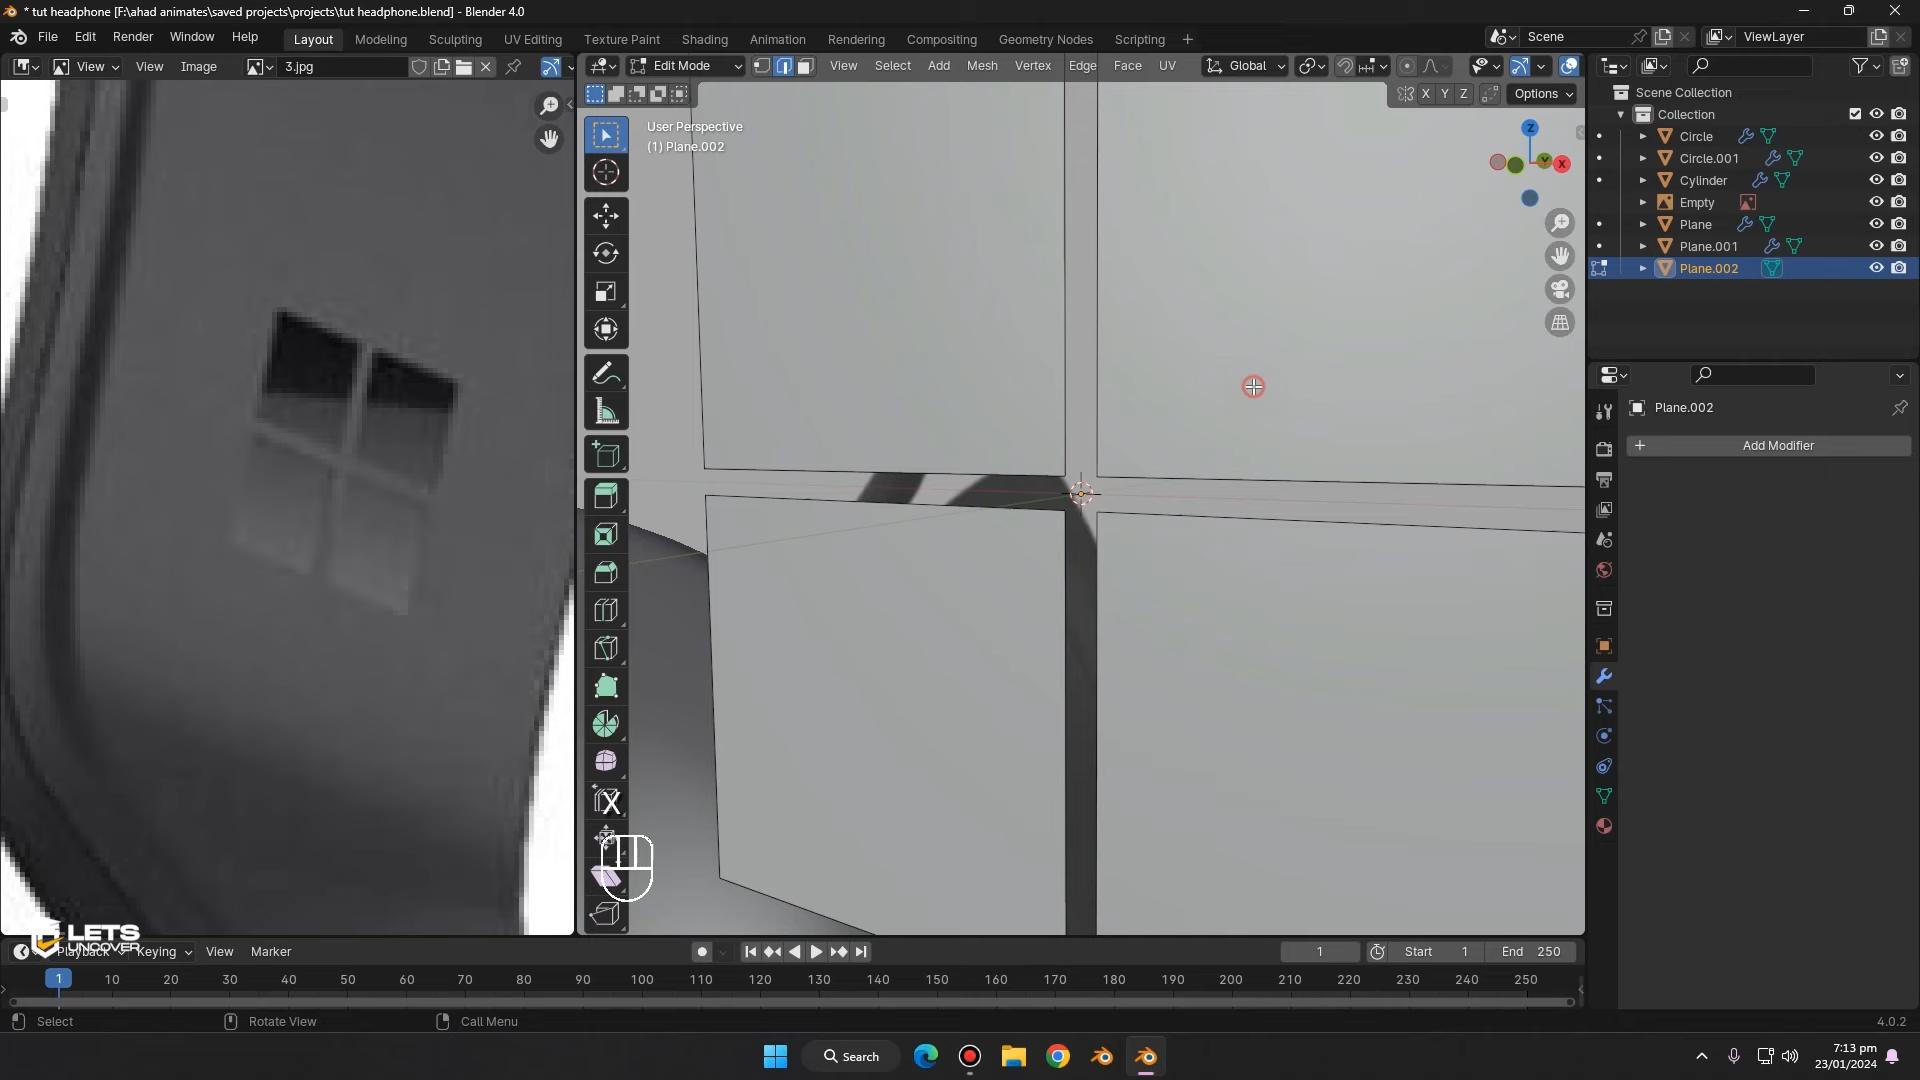 * tut headphone [F:\ahad animates\saved projects\projects\tut headphone.blend] - Blender 4.0
File Edit Render Window Help Layout Modeling Sculpting UV Editing Texture Paint Shading Animation Rendering Compositing Geometry Nodes Scripting + Scene ViewLayer
View View Image 3.jpg Edit Mode View Select Add Mesh Vertex Edge Face UV Global
X Y Z Options
User Perspective
(1) Plane.002
Z
Y
X
Scene Collection
Collection
Circle
Circle.001
Cylinder
Empty
Plane
Plane.001
Plane.002
Plane.002
+ Add Modifier
X
LETS
UNCOVER
Playback Keying View Marker 1 Start 1 End 250
1 10 20 30 40 50 60 70 80 90 100 110 120 130 140 150 160 170 180 190 200 210 220 230 240 250
Select Rotate View Call Menu 4.0.2
Search
7:13 pm
23/01/2024